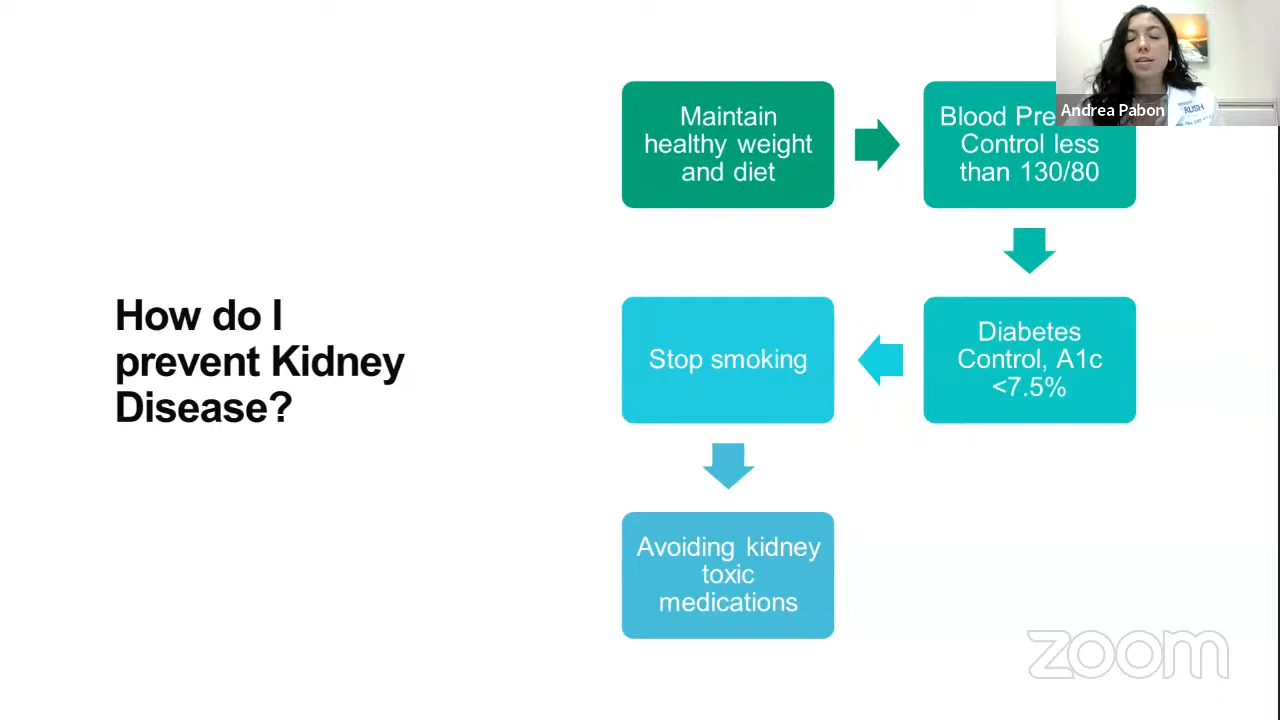 How do I
prevent Kidney
Disease?
Maintain
healthy weight
and diet
Blood Pre
Control less
than 130/80
Diabetes
Control, A1c
<7.5%
Stop smoking
Avoiding kidney
toxic
medications
Andrea Pabon
RUSH
zoom